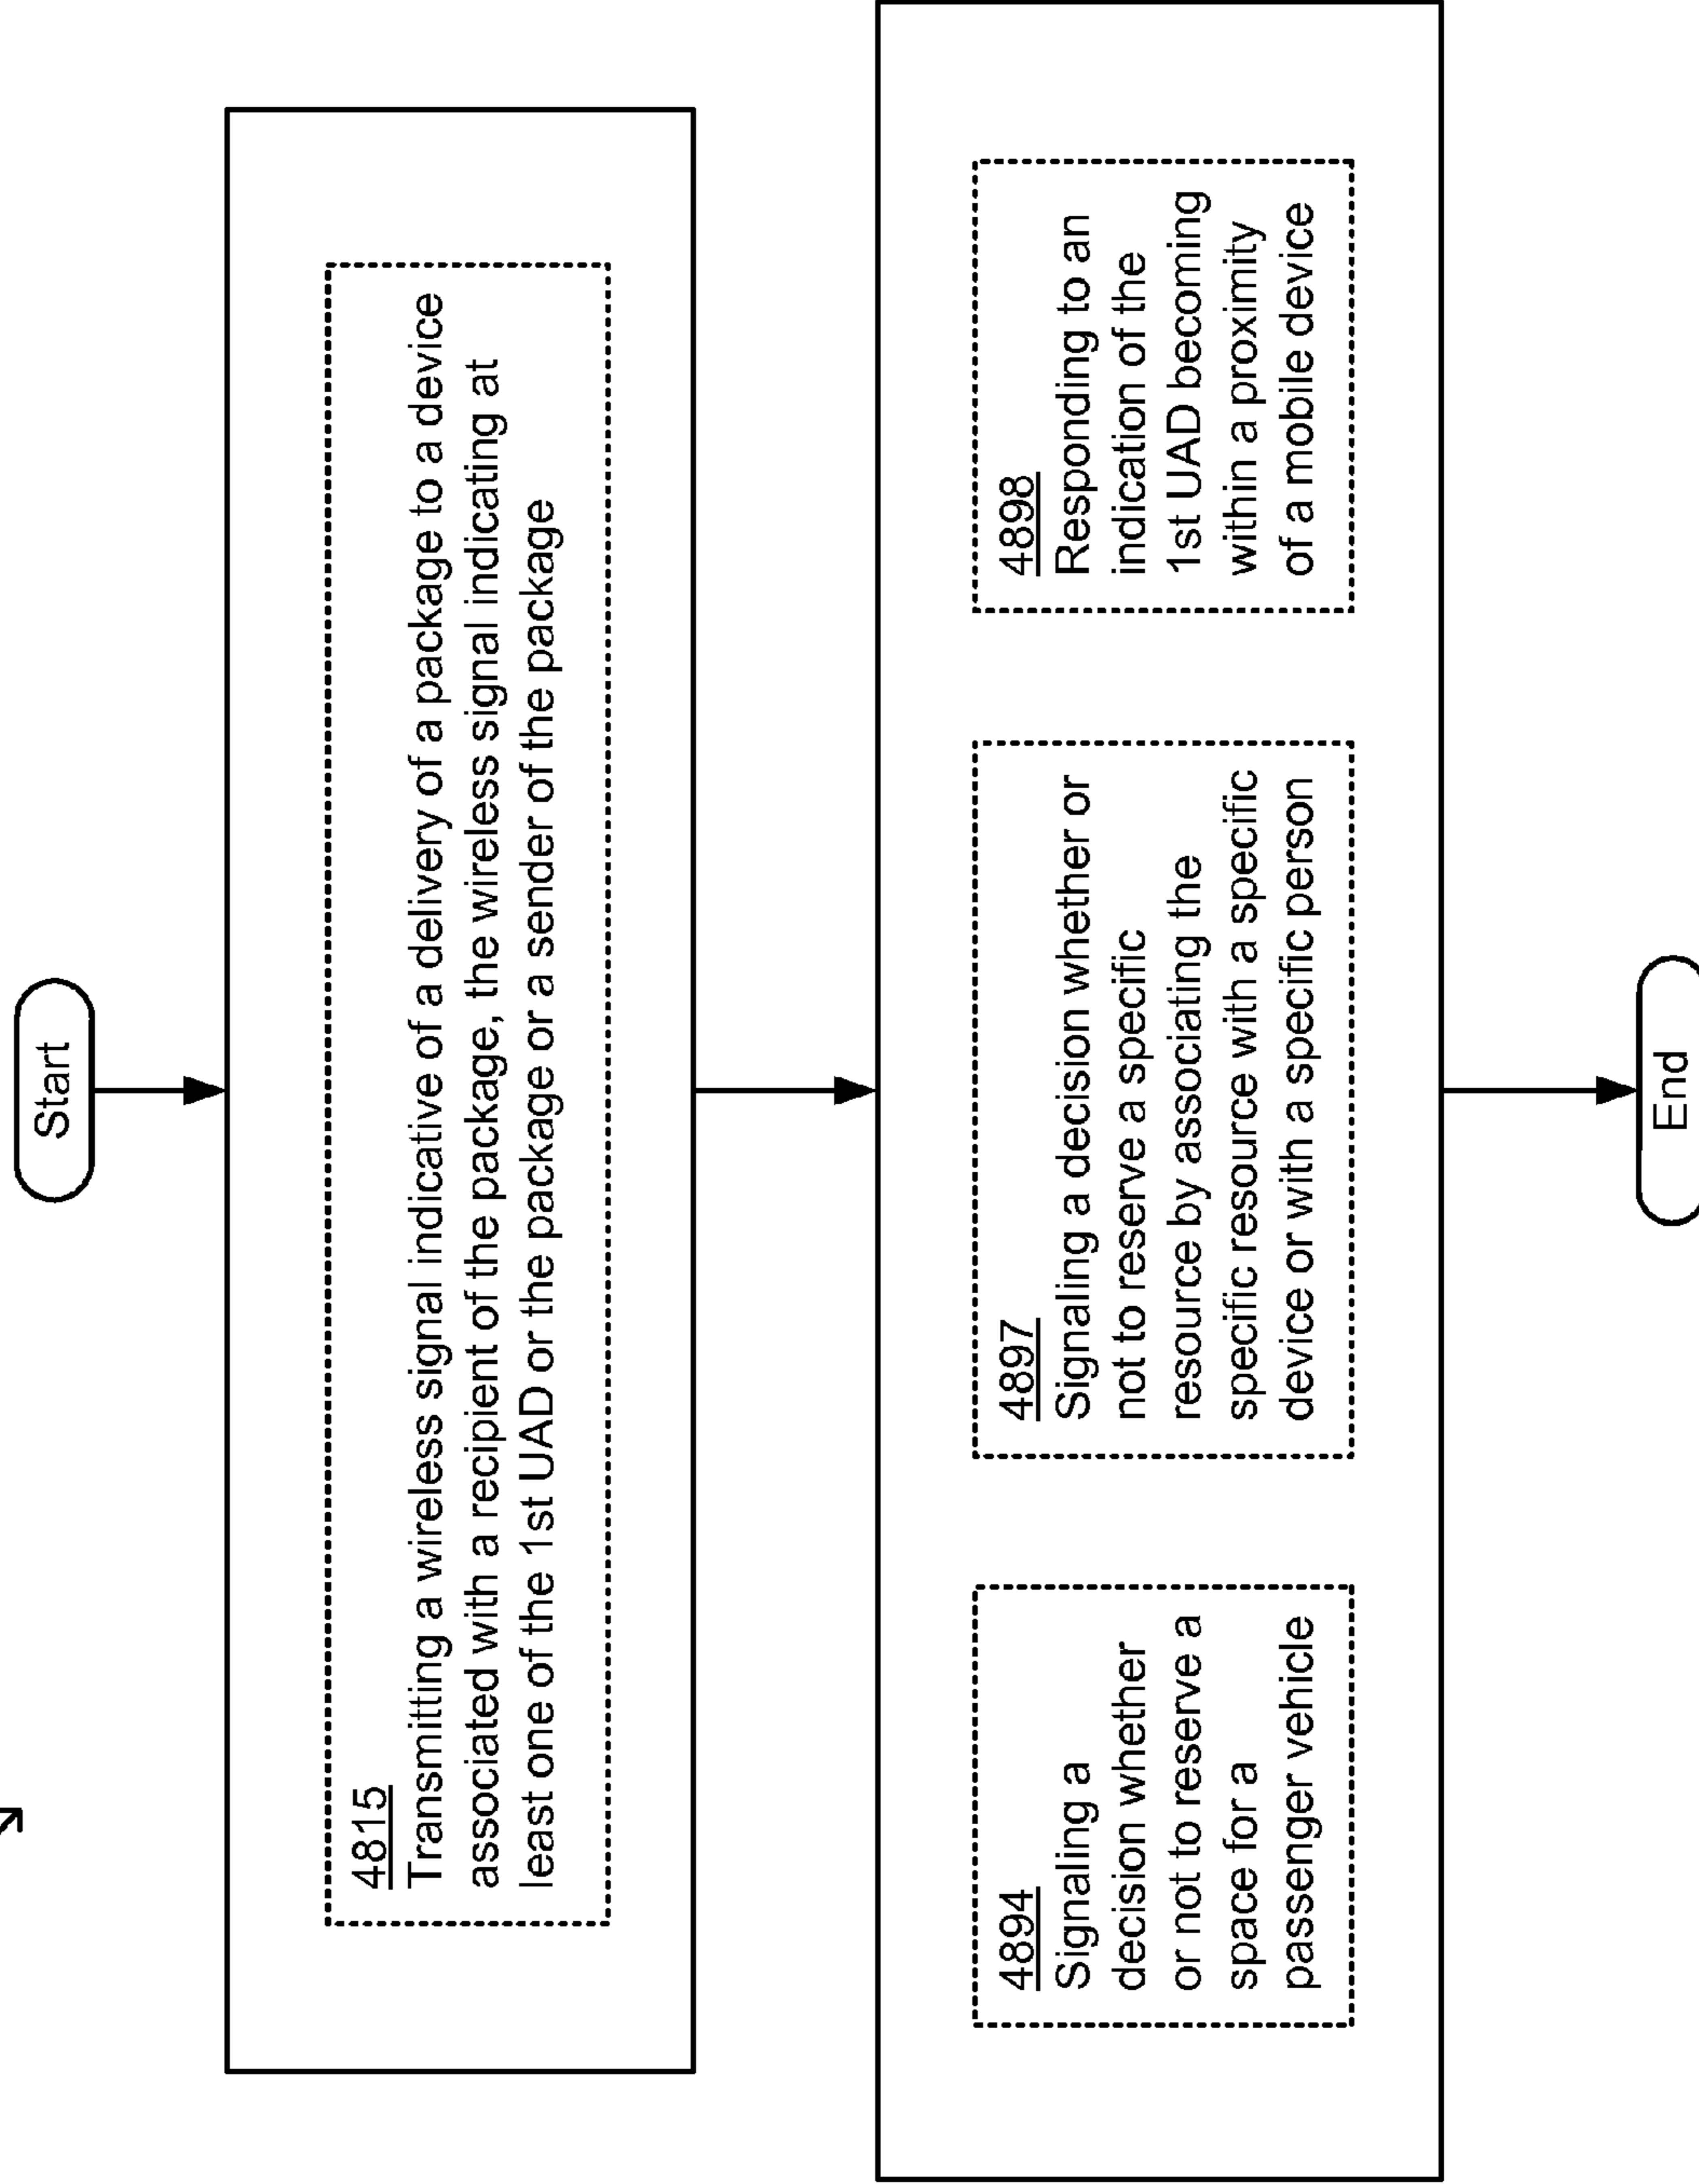 Start
4815
Transmitting a wireless signal indicative of a delivery of a package to a device
associated with a recipient of the package, the wireless signal indicating at
least one of the 1st UAD or the package or a sender of the package
4894
Signaling a
decision whether
or not to reserve a
space for a
passenger vehicle
4897
Signaling a decision whether or
not to reserve a specific
resource by associating the
specific resource with a specific
device or with a specific person
4898
Responding to an
indication of the
1st UAD becoming
within a proximity
of a mobile device
End